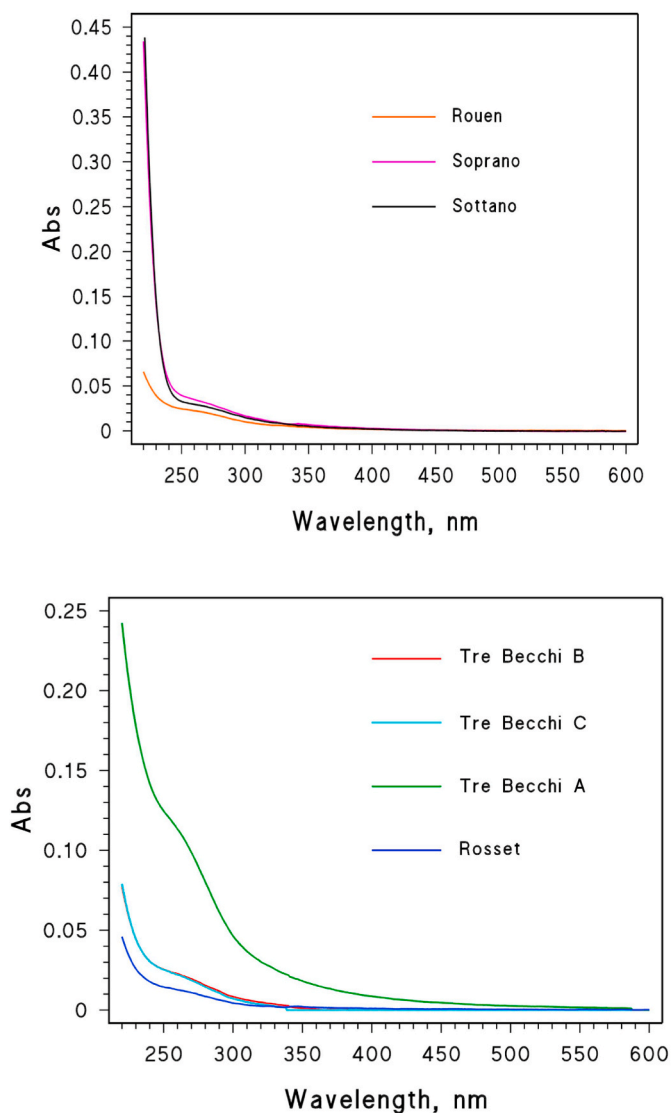 0.45
0.40
0.35
0.30
0.25
0.20
0.15
0.10
0.05
0
Abs
Rouen
Soprano
Sottano
250 300 350 400 450 500 550 600
Wavelength, nm
0.25
0.20
0.15
0.10
0.05
0
Abs
Tre Becchi B
Tre Becchi C
Tre Becchi A
Rosset
250 300 350 400 450 500 550 600
Wavelength, nm